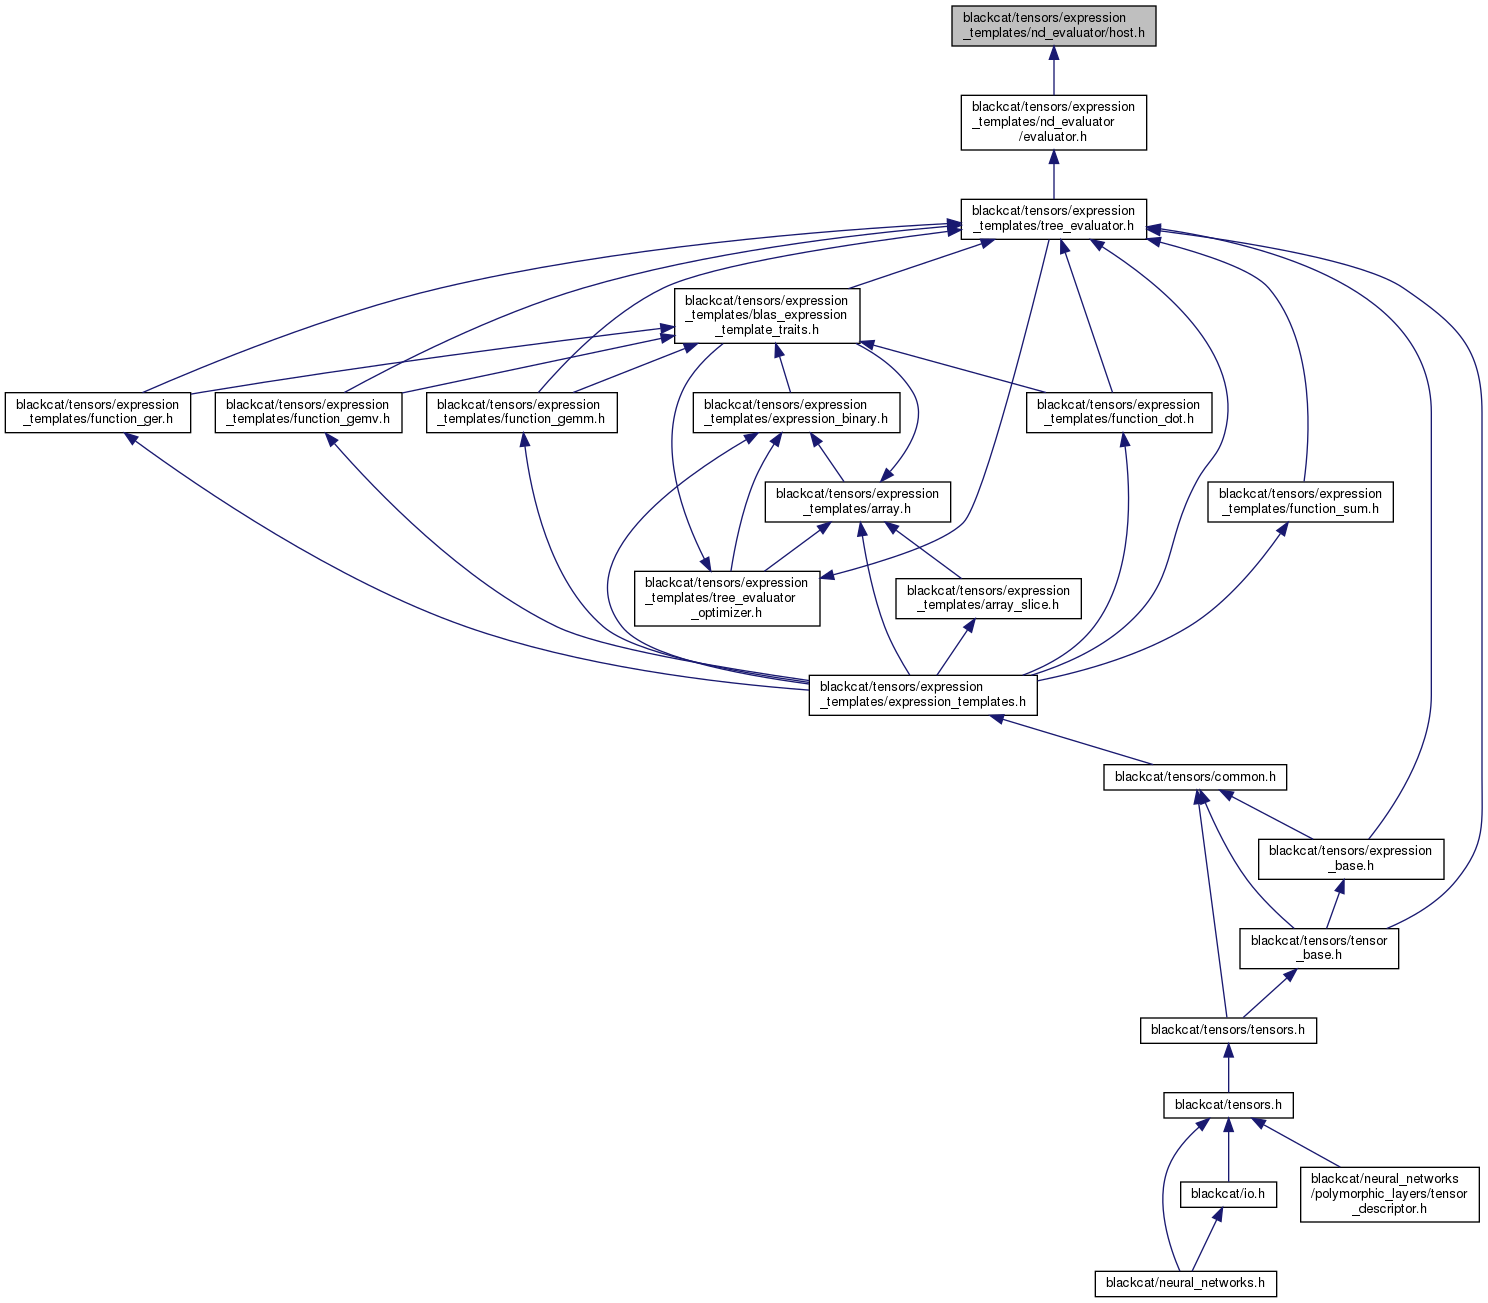 blackcat/tensors/expression
_templates/nd_evaluator/host.h
blackcat/tensors/expression
_templates/nd_evaluator
/evaluator.h
blackcat/tensors/expression
_templates/tree_evaluator.h
blackcat/tensors/expression
_templates/blas_expression
_template_traits.h
blackcat/tensors/expression
_templates/function_ger.h
blackcat/tensors/expression
_templates/function_gemv.h
blackcat/tensors/expression
_templates/function_gemm.h
blackcat/tensors/expression
_templates/expression_binary.h
blackcat/tensors/expression
_templates/function_dot.h
blackcat/tensors/expression
_templates/array.h
blackcat/tensors/expression
_templates/function_sum.h
blackcat/tensors/expression
_templates/tree_evaluator
_optimizer.h
blackcat/tensors/expression
_templates/array_slice.h
blackcat/tensors/expression
_templates/expression_templates.h
blackcat/tensors/common.h
blackcat/tensors/expression
_base.h
blackcat/tensors/tensor
_base.h
blackcat/tensors/tensors.h
blackcat/tensors.h
blackcat/io.h
blackcat/neural_networks
/polymorphic_layers/tensor
_descriptor.h
blackcat/neural_networks.h